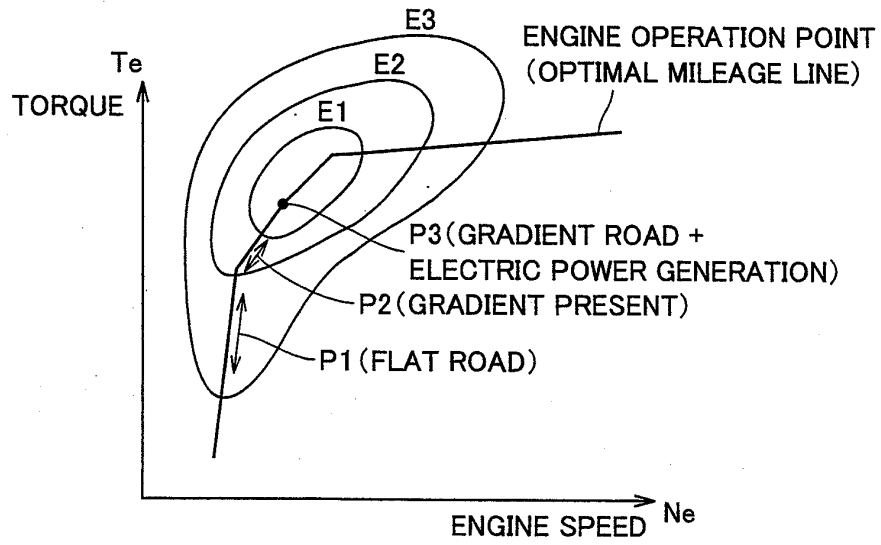 E3
ENGINE OPERATION POINT
(OPTIMAL MILEAGE LINE)
Te
E2
TORQUE
E1
P3(GRADIENT ROAD +
ELECTRIC POWER GENERATION)
P2(GRADIENT PRESENT)
P1(FLAT ROAD)
ENGINE SPEED Ne